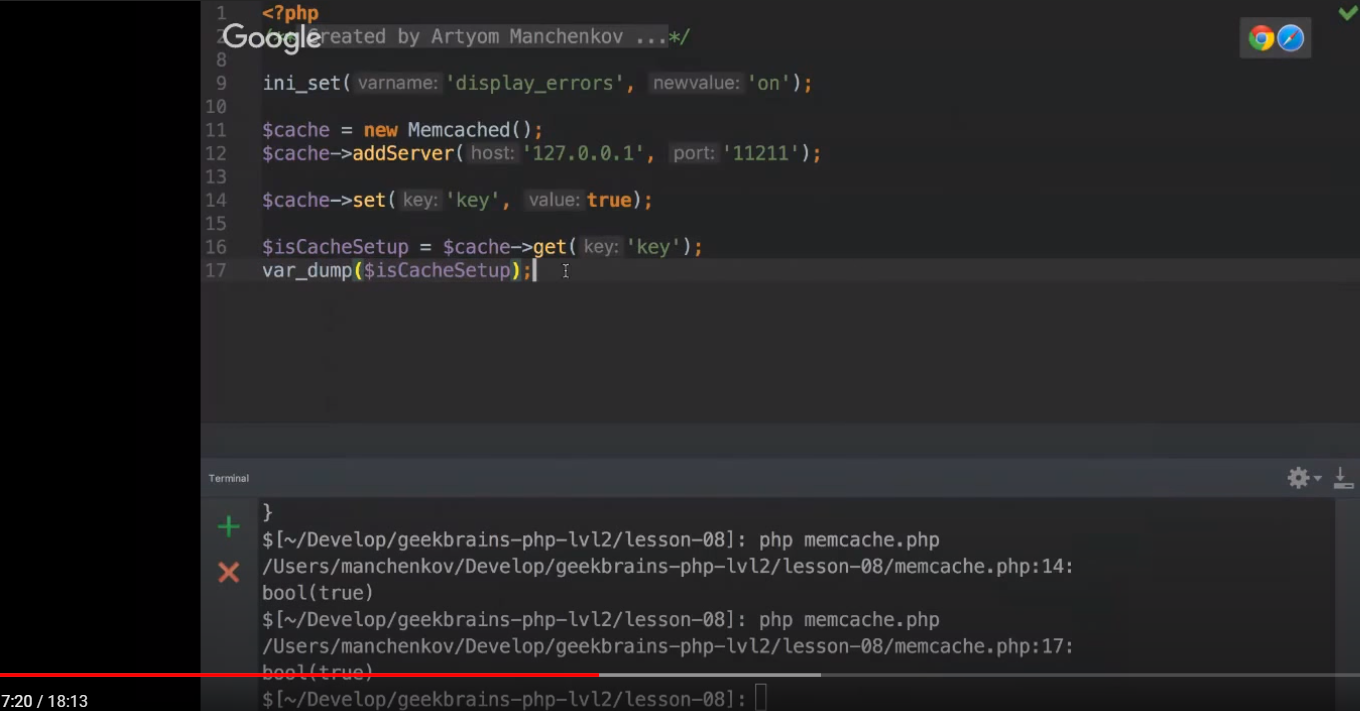 1 <?php
2 /** Created by Artyom Manchenkov ...*/
Google
8
9 ini_set( varname: 'display_errors', newvalue: 'on');
10
11 $cache = new Memcached();
12 $cache->addServer( host: '127.0.0.1', port: '11211');
13
14 $cache->set( key: 'key', value: true);
15
16 $isCacheSetup = $cache->get( key: 'key');
17 var_dump($isCacheSetup);
Terminal
}
$[~/Develop/geekbrains-php-lvl2/lesson-08]: php memcache.php
/Users/manchenkov/Develop/geekbrains-php-lvl2/lesson-08/memcache.php:14:
bool(true)
$[~/Develop/geekbrains-php-lvl2/lesson-08]: php memcache.php
/Users/manchenkov/Develop/geekbrains-php-lvl2/lesson-08/memcache.php:17:
bool(true)
$[~/Develop/geekbrains-php-lvl2/lesson-08]:
7:20 / 18:13